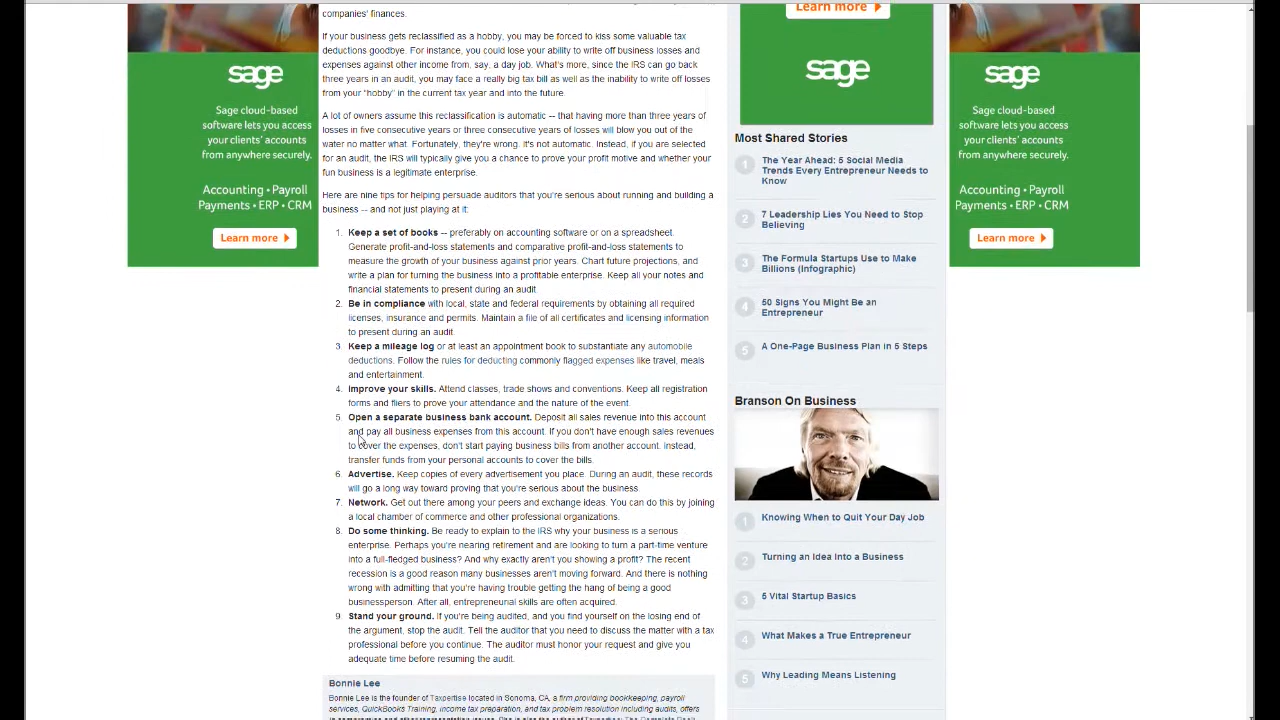 companies' finances.
If your business gets reclassified as a hobby, you may be forced to kiss some valuable tax
deductions goodbye. For instance, you could lose your ability to write off business losses and
expenses against other income from, say, a day job. What's more, since the IRS can go back
three years in an audit, you may face a really big tax bill as well as the inability to write off losses
from your "hobby" in the current tax year and into the future.
A lot of owners assume this reclassification is automatic -- that having more than three years of
losses in five consecutive years or three consecutive years of losses will blow you out of the
water no matter what. Fortunately, they're wrong. It's not automatic. Instead, if you are selected
for an audit, the IRS will typically give you a chance to prove your profit motive and whether your
fun business is a legitimate enterprise.
Here are nine tips for helping persuade auditors that you're serious about running and building a
business -- and not just playing at it:
1. Keep a set of books -- preferably on accounting software or on a spreadsheet.
Generate profit-and-loss statements and comparative profit-and-loss statements to
measure the growth of your business against prior years. Chart future projections, and
write a plan for turning the business into a profitable enterprise. Keep all your notes and
financial statements to present during an audit.
2. Be in compliance with local, state and federal requirements by obtaining all required
licenses, insurance and permits. Maintain a file of all certificates and licensing information
to present during an audit.
3. Keep a mileage log or at least an appointment book to substantiate any automobile
deductions. Follow the rules for deducting commonly flagged expenses like travel, meals
and entertainment.
4. Improve your skills. Attend classes, trade shows and conventions. Keep all registration
forms and fliers to prove your attendance and the nature of the event.
5. Open a separate business bank account. Deposit all sales revenue into this account
and pay all business expenses from this account. If you don't have enough sales revenues
to cover the expenses, don't start paying business bills from another account. Instead,
transfer funds from your personal accounts to cover the bills.
6. Advertise. Keep copies of every advertisement you place. During an audit, these records
will go a long way toward proving that you're serious about the business.
7. Network. Get out there among your peers and exchange ideas. You can do this by joining
a local chamber of commerce and other professional organizations.
8. Do some thinking. Be ready to explain to the IRS why your business is a serious
enterprise. Perhaps you're nearing retirement and are looking to turn a part-time venture
into a full-fledged business? And why exactly aren't you showing a profit? The recent
recession is a good reason many businesses aren't moving forward. And there is nothing
wrong with admitting that you're having trouble getting the hang of being a good
businessperson. After all, entrepreneurial skills are often acquired.
9. Stand your ground. If you're being audited, and you find yourself on the losing end of
the argument, stop the audit. Tell the auditor that you need to discuss the matter with a tax
professional before you continue. The auditor must honor your request and give you
adequate time before resuming the audit.
Bonnie Lee
Bonnie Lee is the founder of Taxpertise located in Sonoma, CA, a firm providing bookkeeping, payroll
services, QuickBooks Training, income tax preparation, and tax problem resolution including audits, offers
sage
Sage cloud-based
software lets you access
your clients' accounts
from anywhere securely.
Accounting • Payroll
Payments • ERP • CRM
Learn more
Learn more
sage
Most Shared Stories
1 The Year Ahead: 5 Social Media
Trends Every Entrepreneur Needs to
Know
2 7 Leadership Lies You Need to Stop
Believing
3 The Formula Startups Use to Make
Billions (Infographic)
4 50 Signs You Might Be an
Entrepreneur
5 A One-Page Business Plan in 5 Steps
Branson On Business
1 Knowing When to Quit Your Day Job
2 Turning an Idea Into a Business
3 5 Vital Startup Basics
4 What Makes a True Entrepreneur
5 Why Leading Means Listening
sage
Sage cloud-based
software lets you access
your clients' accounts
from anywhere securely.
Accounting • Payroll
Payments • ERP • CRM
Learn more